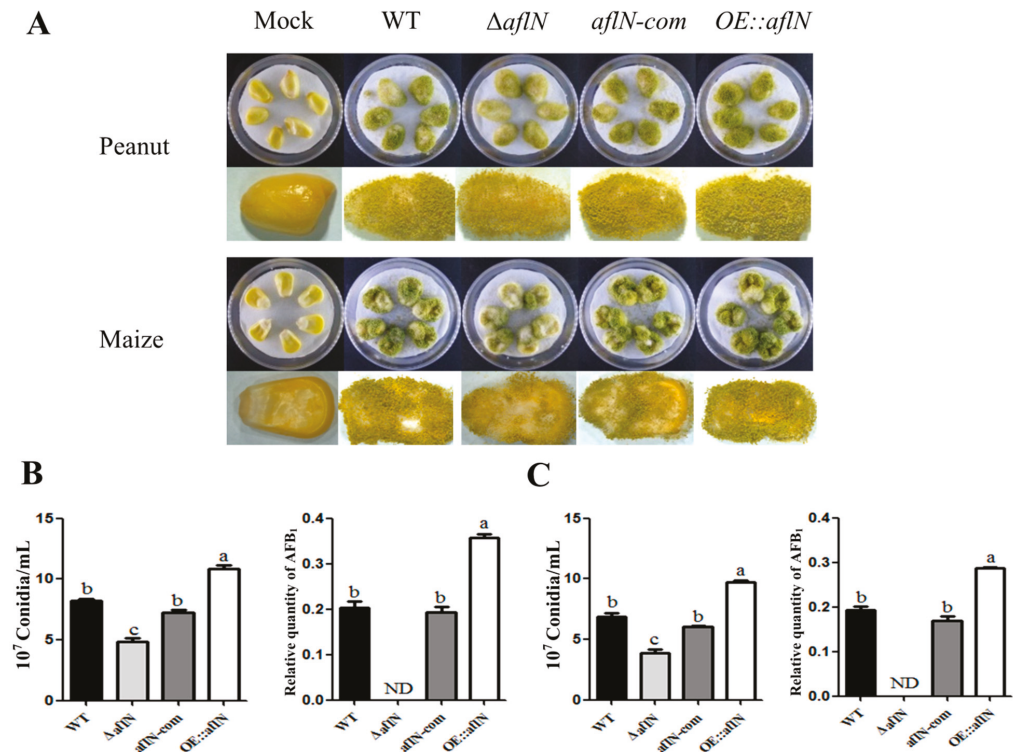 A
Mock WT ΔaflN aflN-com OE::aflN
Peanut
Maize
B
C
15
10
5
0
10⁷ Conidia/mL
b
c
b
a
WT
ΔaflN
aflN-com
OE::aflN
0.4
0.3
0.2
0.1
0.0
Relative quantity of AFB₁
b
ND
b
a
WT
ΔaflN
aflN-com
OE::aflN
15
10
5
0
10⁷ Conidia/mL
b
c
b
a
WT
ΔaflN
aflN-com
OE::aflN
0.4
0.3
0.2
0.1
0.0
Relative quantity of AFB₁
b
ND
b
a
WT
ΔaflN
aflN-com
OE::aflN